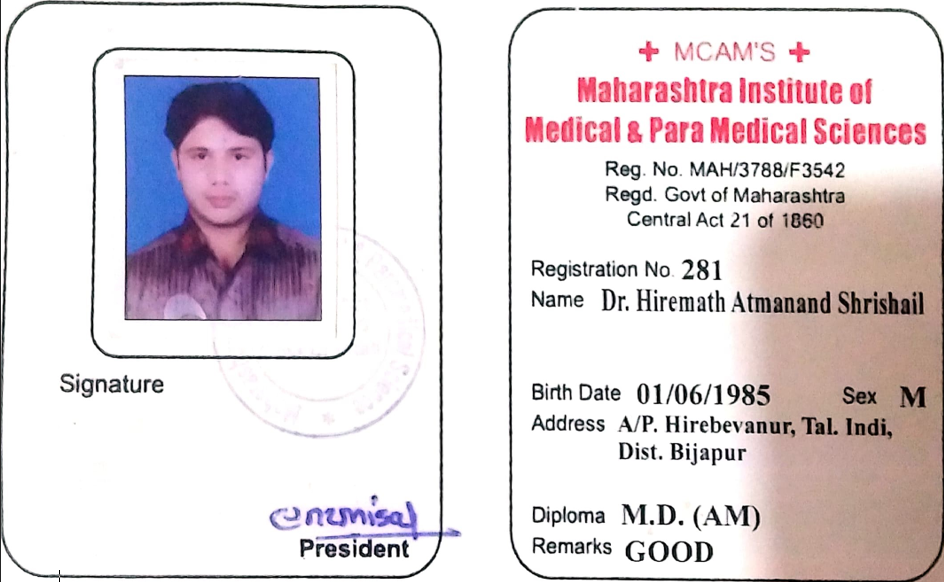 Signature
President
✚ MCAM'S ✚
Maharashtra Institute of
Medical & Para Medical Sciences
Reg. No. MAH/3788/F3542
Regd. Govt of Maharashtra
Central Act 21 of 1860
Registration No. 281
Name Dr. Hiremath Atmanand Shrishail
Birth Date 01/06/1985 Sex M
Address A/P. Hirebevanur, Tal. Indi,
Dist. Bijapur
Diploma M.D. (AM)
Remarks GOOD